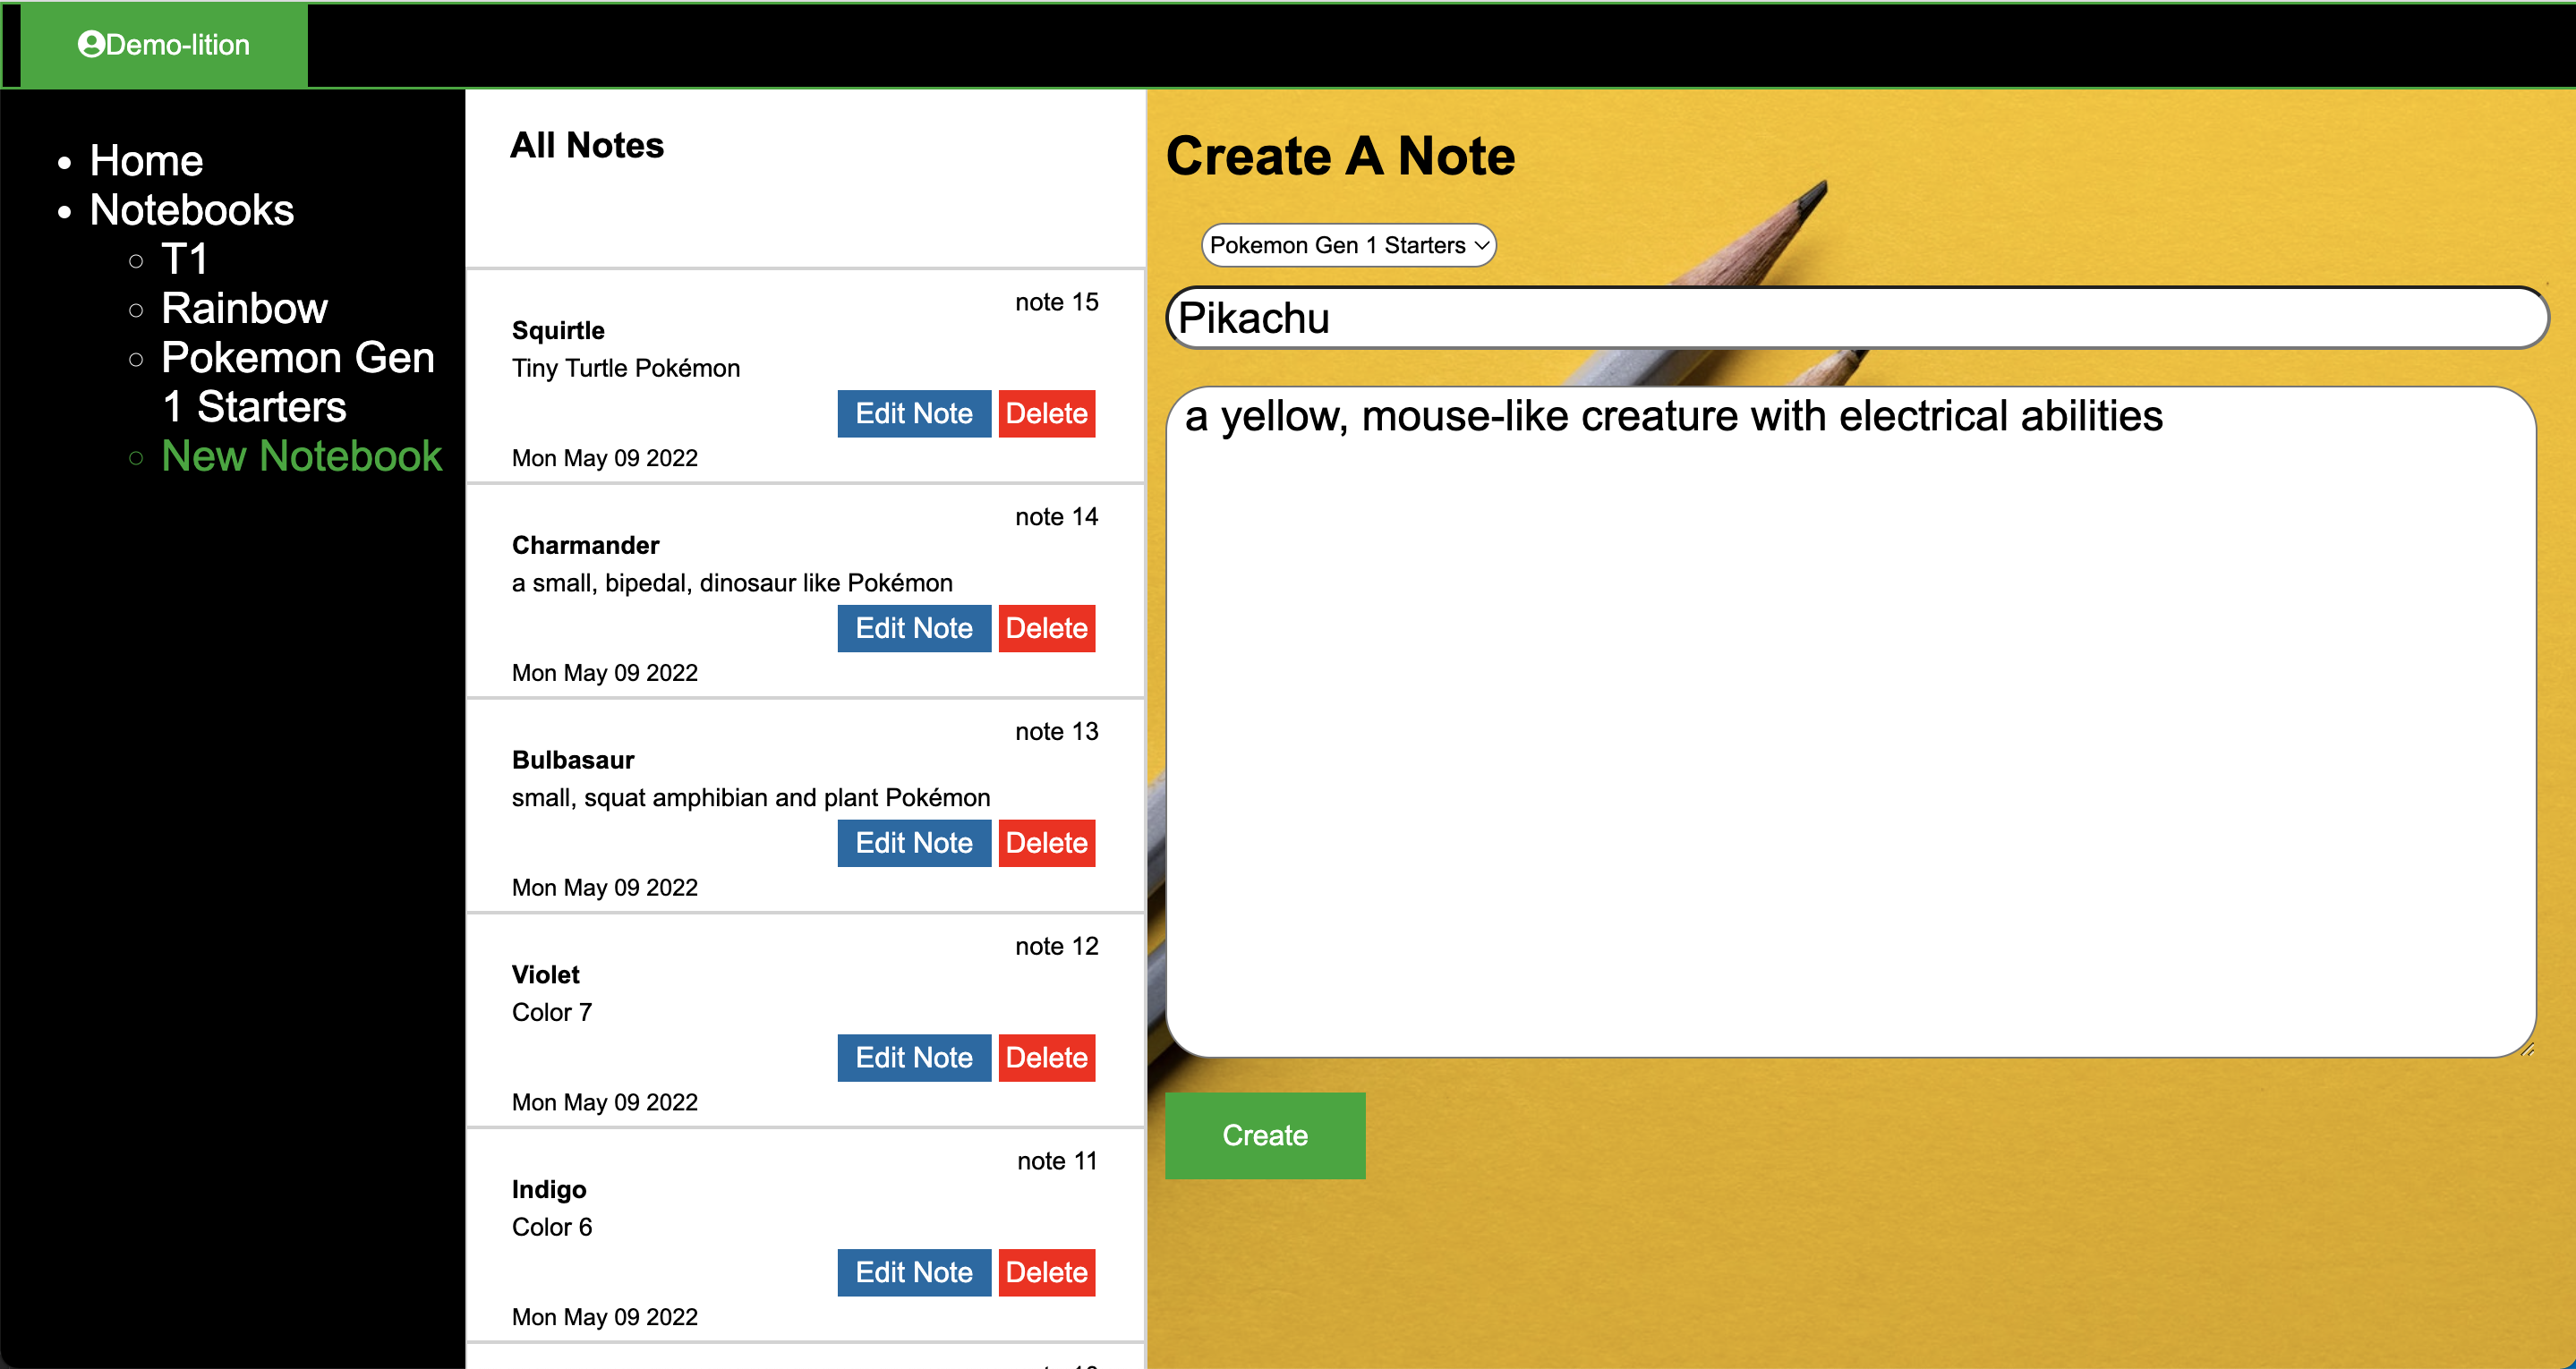 Demo-lition
Home
Notebooks
T1
Rainbow
Pokemon Gen
1 Starters
New Notebook
All Notes
note 15
Squirtle
Tiny Turtle Pokémon
Edit Note Delete
Mon May 09 2022
note 14
Charmander
a small, bipedal, dinosaur like Pokémon
Edit Note Delete
Mon May 09 2022
note 13
Bulbasaur
small, squat amphibian and plant Pokémon
Edit Note Delete
Mon May 09 2022
note 12
Violet
Color 7
Edit Note Delete
Mon May 09 2022
note 11
Indigo
Color 6
Edit Note Delete
Mon May 09 2022
Create A Note
Pokemon Gen 1 Starters
Pikachu
a yellow, mouse-like creature with electrical abilities
Create